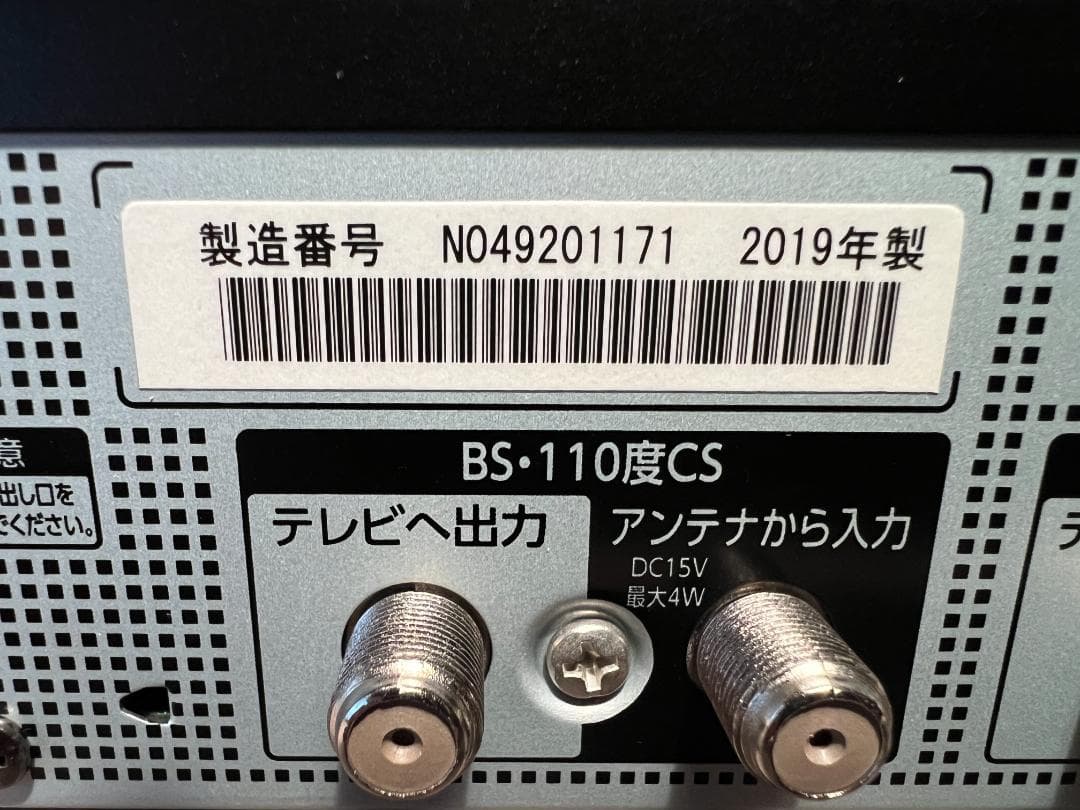 製造番号 N049201171 2019年製
意
出し口を
ください。
BS・110度CS
テレビへ出力
アンテナから入力
DC15V
最大4W